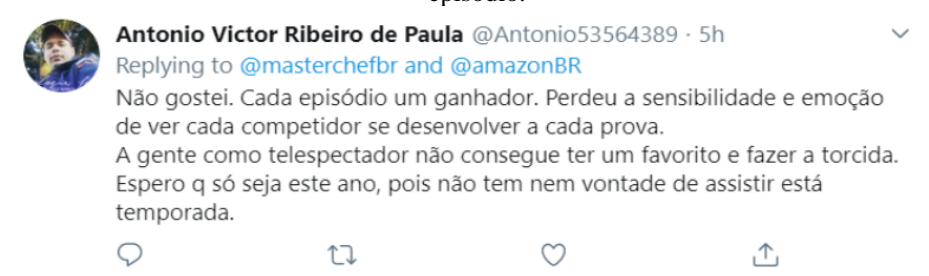 episódio.
Antonio Victor Ribeiro de Paula @Antonio53564389 · 5h
Replying to @masterchefbr and @amazonBR
Não gostei. Cada episódio um ganhador. Perdeu a sensibilidade e emoção
de ver cada competidor se desenvolver a cada prova.
A gente como telespectador não consegue ter um favorito e fazer a torcida.
Espero q só seja este ano, pois não tem nem vontade de assistir está
temporada.